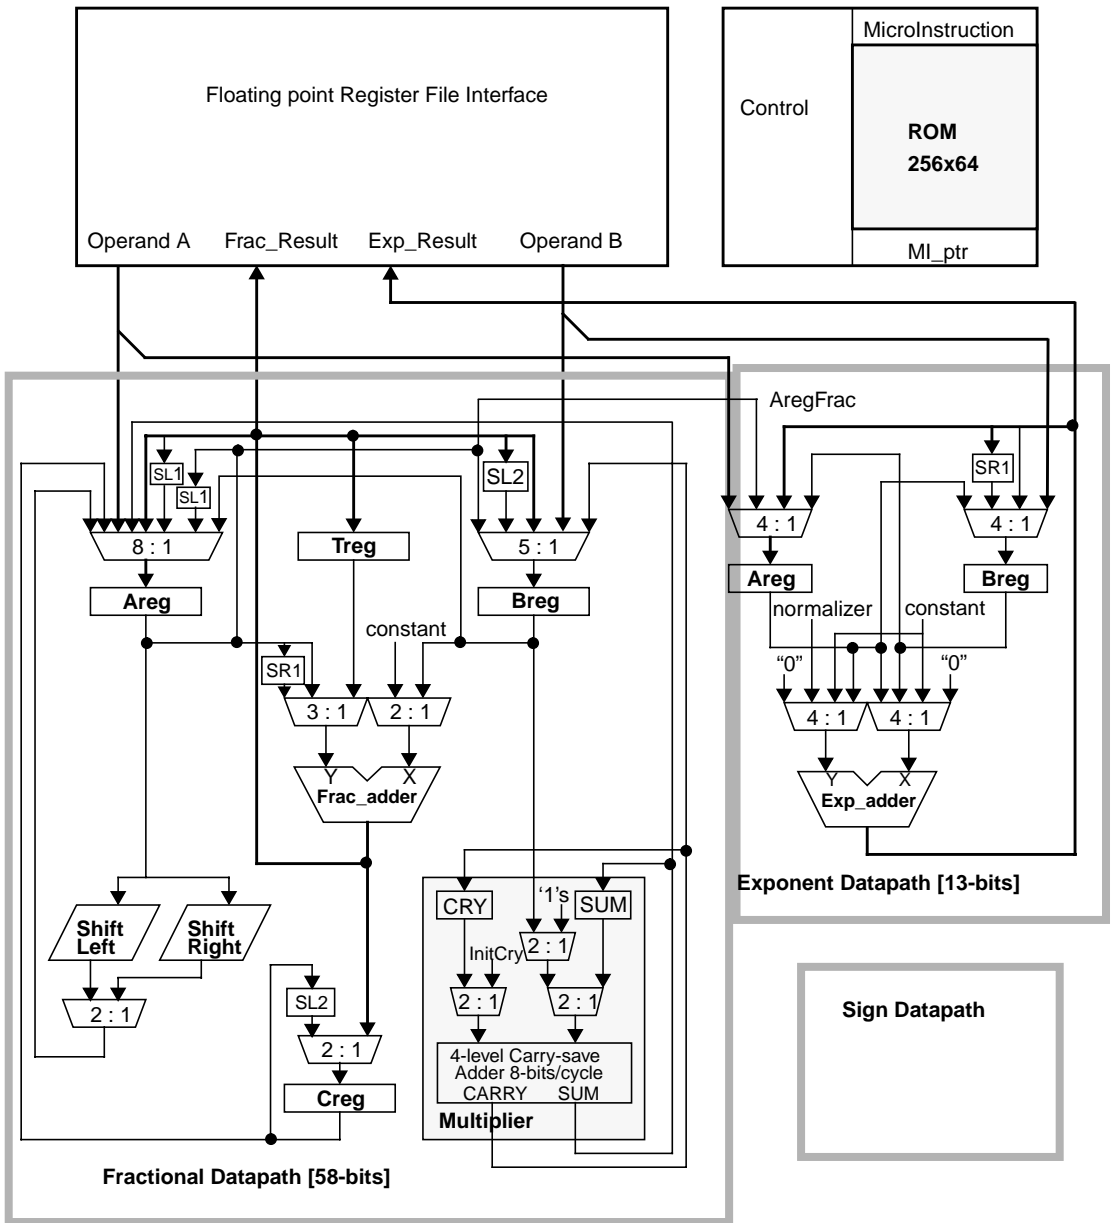 MicroInstruction
Floating point Register File Interface
Control
ROM
256x64
Operand A Frac_Result Exp_Result Operand B
MI_ptr
AregFrac
SL1
SL1
SL2
SR1
8 : 1
Treg
5 : 1
4 : 1
4 : 1
Areg
Breg
Areg
Breg
constant
normalizer
constant
SR1
"0"
"0"
3 : 1
2 : 1
4 : 1
4 : 1
Y X
Frac_adder
Y X
Exp_adder
Exponent Datapath [13-bits]
CRY
'1's
SUM
Shift
Left
Shift
Right
InitCry
2 : 1
2 : 1
SL2
2 : 1
2 : 1
2 : 1
4-level Carry-save
Adder 8-bits/cycle
CARRY SUM
Creg
Multiplier
Sign Datapath
Fractional Datapath [58-bits]